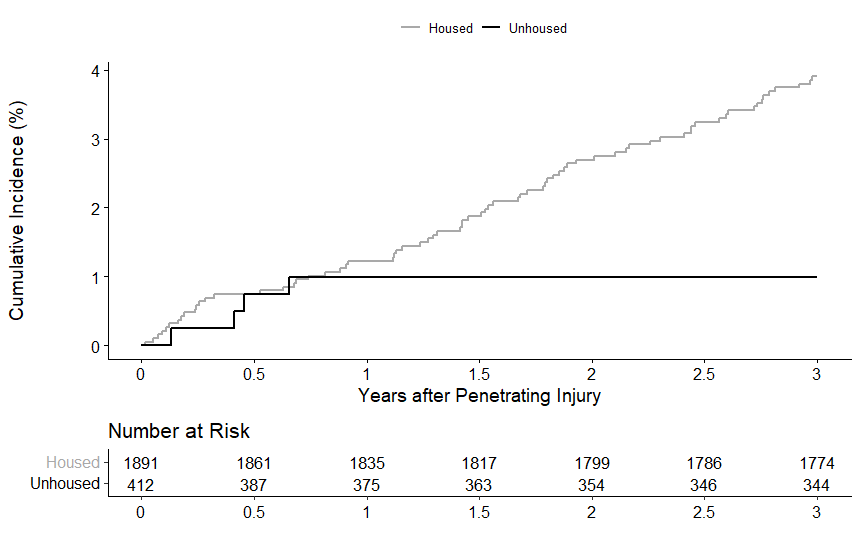 Housed Unhoused
Cumulative Incidence (%)
4
3
2
1
0
0 0.5 1 1.5 2 2.5 3
Years after Penetrating Injury
Number at Risk
Housed 1891 1861 1835 1817 1799 1786 1774
Unhoused 412 387 375 363 354 346 344
0 0.5 1 1.5 2 2.5 3